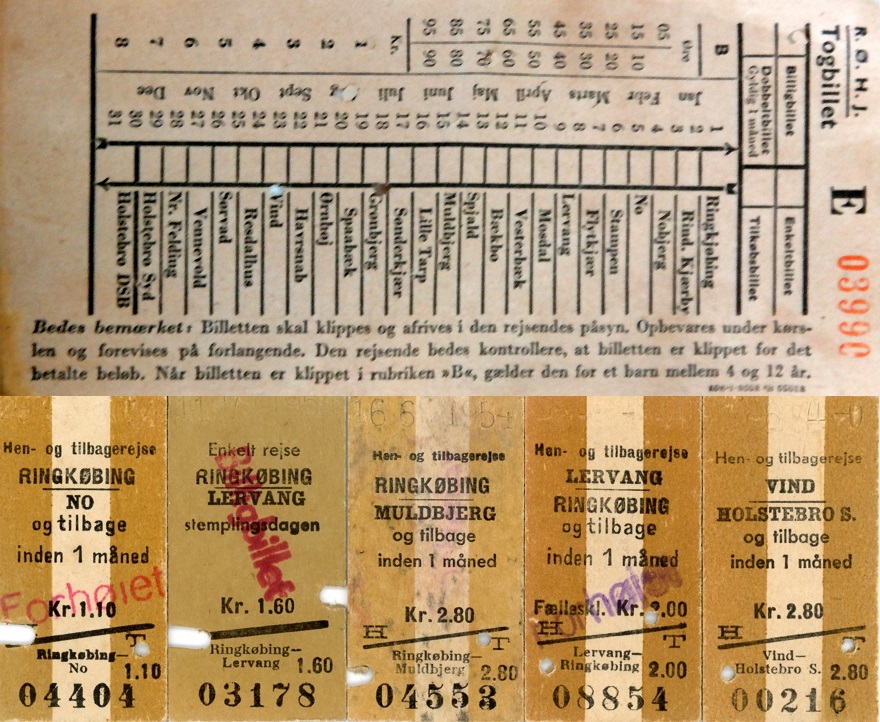 R. Ø. H. J.
Togbillet
E
03990
Billigbillet
Dobbeltbillet
Gyldig 1 måned
Enkeltbillet
Tilkøbsbillet
B
Øre
05 15 25 35 45 55 65 75 85 95
10 20 30 40 50 60 70 80 90
Kr.
1 2 3 4 5 6 7 8
Jan Febr Marts April Maj Juni Juli Aug Sept Okt Nov Dec
1 2 3 4 5 6 7 8 9 10 11 12 13 14 15 16 17 18 19 20 21 22 23 24 25 26 27 28 29 30 31
Ringkjøbing
Rind. Kjærby
Nobjerg
No
Stampen
Flytkjær
Lervang
Mosdal
Vesterbæk
Bækbo
Spjald
Muldbjerg
Lille Tarp
Sønderkjær
Grønbjerg
Spaabæk
Ørnhøj
Havrsnab
Vind
Resdalhus
Sørvad
Vennevold
Nr. Felding
Holstebro Syd
Holstebro DSB
Bedes bemærket: Billetten skal klippes og afrives i den rejsendes påsyn. Opbevares under kørs-
len og forevises på forlangende. Den rejsende bedes kontrollere, at billetten er klippet for det
betalte beløb. Når billetten er klippet i rubriken »B«, gælder den for et barn mellem 4 og 12 år.
Hen- og tilbagerejse
RINGKØBING
NO
og tilbage
inden 1 måned
Forhøjet
Kr. 1.10
T
Ringkøbing—
No
1.10
04404
Enkelt rejse
RINGKØBING
LERVANG
stemplingsdagen
Billigbillet
Kr. 1.60
Ringkøbing—
Lervang
1.60
03178
Hen- og tilbagerejse
RINGKØBING
MULDBJERG
og tilbage
inden 1 måned
Kr. 2.80
H T
Ringkøbing—
Muldbjerg
2.80
04553
Hen- og tilbagerejse
LERVANG
RINGKØBING
og tilbage
inden 1 måned
Forhøjet
Fælleskl. Kr. 2.00
H T
Lervang—
Ringkøbing
2.00
08854
Hen- og tilbagerejse
VIND
HOLSTEBRO S.
og tilbage
inden 1 måned
Kr. 2.80
H T
Vind—
Holstebro S.
2.80
00216